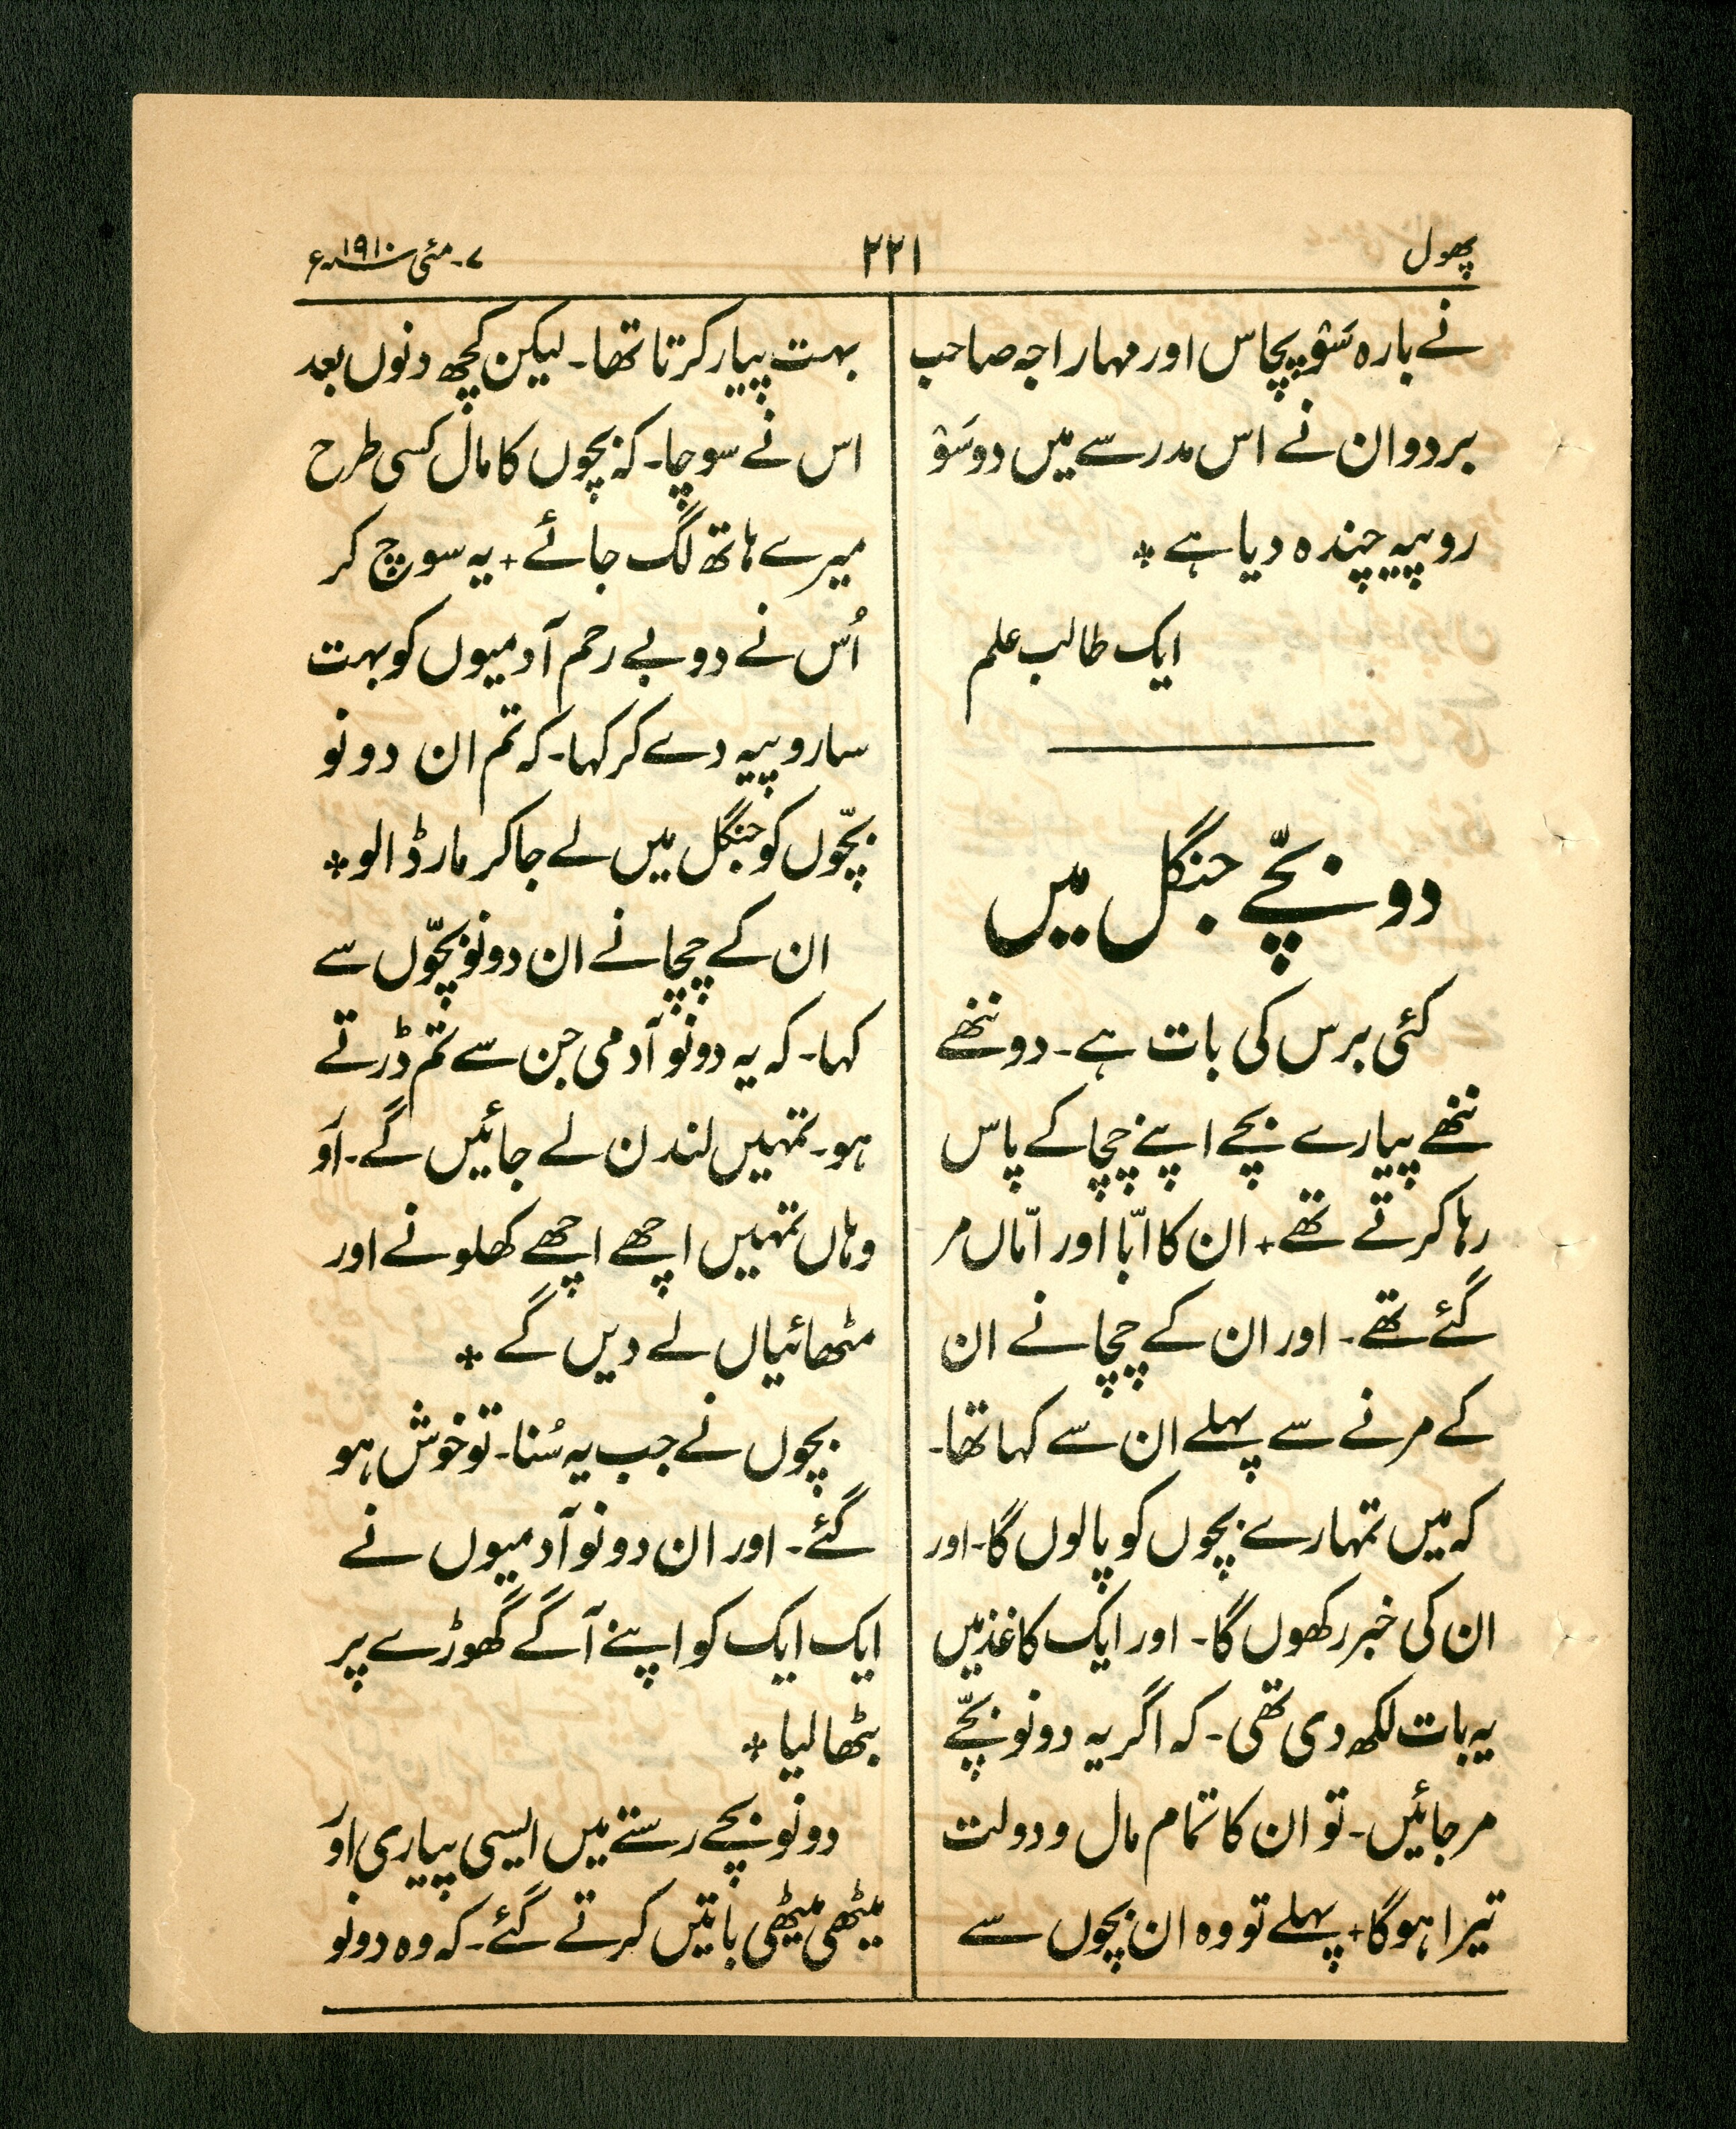 پھول
۲۲۱
۷۔ مئی ۱۹۱۰ء
نے بارہ سَو پچاس اور مہاراجہ صاحب
بردوان نے اس مدرسے میں دو سَو
روپیہ چندہ دیا ہے *
ایک طالب علم
دو بچّے جنگل میں
کئی برس کی بات ہے۔ دو ننھے
ننھے پیارے بچے اپنے چچا کے پاس
رہا کرتے تھے + ان کا ابّا اور امّاں مر
گئے تھے۔ اور ان کے چچا نے ان
کے مرنے سے پہلے ان سے کہا تھا۔
کہ میں تمہارے بچوں کو پالوں گا۔ اور
ان کی خبر رکھوں گا۔ اور ایک کاغذ میں
یہ بات لکھ دی تھی۔ کہ اگر یہ دونو بچّے
مر جائیں۔ تو ان کا تمام مال و دولت
تیرا ہو گا + پہلے تو وہ ان بچوں سے
بہت پیار کرتا تھا۔ لیکن کچھ دنوں بعد
اس نے سوچا۔ کہ بچوں کا مال کسی طرح
میرے ہاتھ لگ جائے + یہ سوچ کر
اُس نے دو بے رحم آدمیوں کو بہت
سا روپیہ دے کر کہا۔ کہ تم ان دونو
بچّوں کو جنگل میں لے جا کر مار ڈالو *
ان کے چچا نے ان دونو بچّوں سے
کہا۔ کہ یہ دونو آدمی جن سے تم ڈرتے
ہو۔ تمہیں لندن لے جائیں گے۔ اَور
وہاں تمہیں اچھے اچھے کھلونے اور
مٹھائیاں لے دیں گے *
بچوں نے جب یہ سُنا۔ تو خوش ہو
گئے۔ اور ان دونو آدمیوں نے
ایک ایک کو اپنے آگے گھوڑے پر
بٹھا لیا *
دونو بچے رستے میں ایسی پیاری اَور
میٹھی میٹھی باتیں کرتے گئے۔ کہ وہ دونو